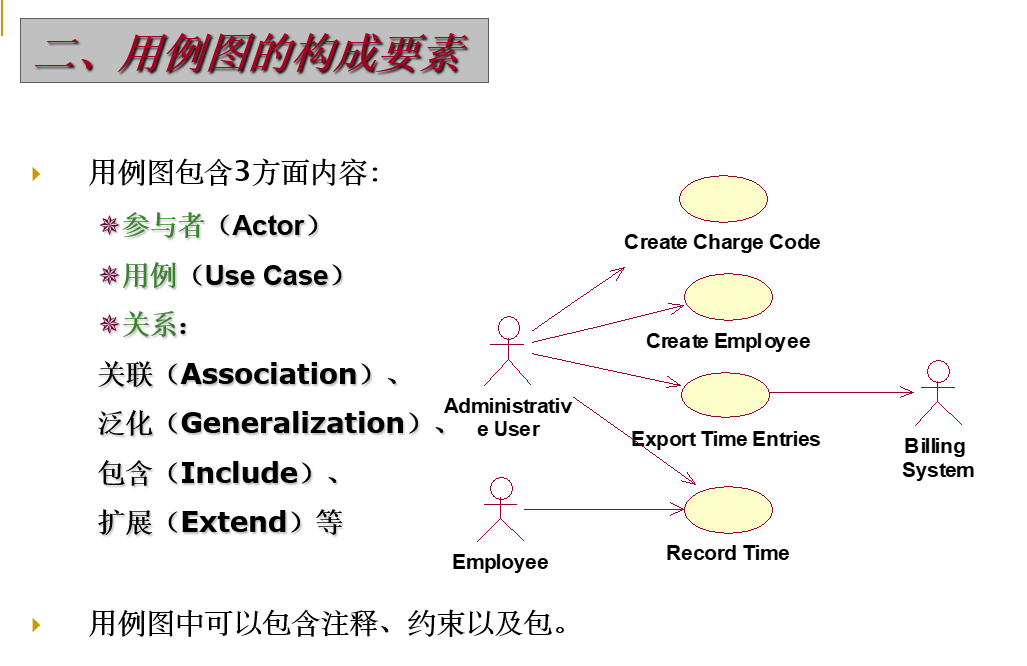 二、用例图的构成要素
用例图包含3方面内容：
参与者（Actor）
用例（Use Case）
关系：
关联（Association）、
泛化（Generalization）、
包含（Include）、
扩展（Extend）等
Create Charge Code
Create Employee
Administrativ
e User
Export Time Entries
Billing
System
Employee
Record Time
用例图中可以包含注释、约束以及包。